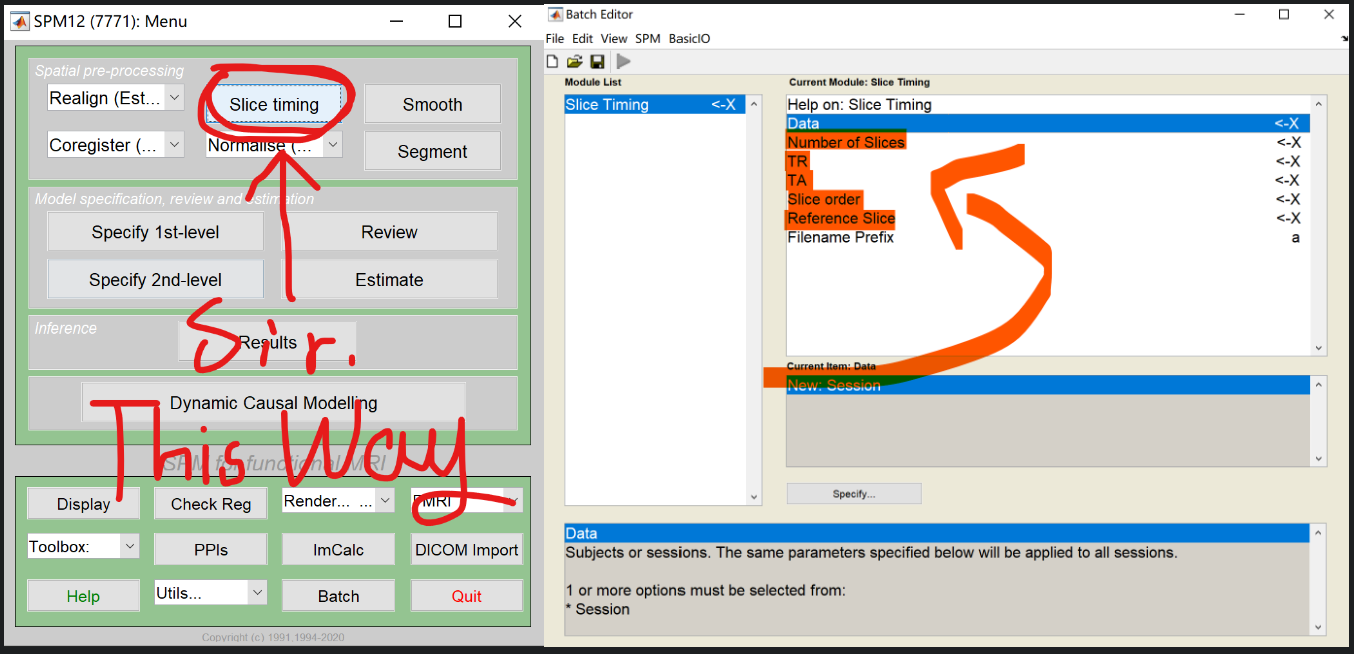 SPM12 (7771): Menu
Spatial pre-processing
Realign (Est...
Slice timing
Smooth
Coregister (...
Normalise (...
Segment
Model specification, review and estimation
Specify 1st-level
Review
Specify 2nd-level
Estimate
Inference
Results
Sir.
Dynamic Causal Modelling
This Way
SPM for functional MRI
Display
Check Reg
Render... ...
FMRI
Toolbox:
PPIs
ImCalc
DICOM Import
Help
Utils...
Batch
Quit
Copyright (c) 1991,1994-2020
Batch Editor
File Edit View SPM BasicIO
Module List
Slice Timing <-X
Current Module: Slice Timing
Help on: Slice Timing
Data <-X
Number of Slices <-X
TR <-X
TA <-X
Slice order <-X
Reference Slice <-X
Filename Prefix a
Current Item: Data
New: Session
Specify...
Data
Subjects or sessions. The same parameters specified below will be applied to all sessions.
1 or more options must be selected from:
* Session